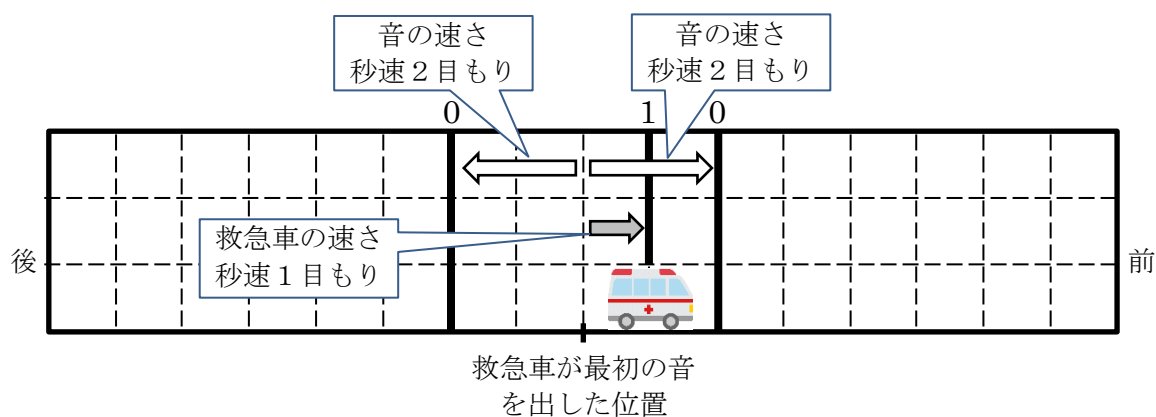 音の速さ
秒速２目もり
音の速さ
秒速２目もり
0
1
0
救急車の速さ
秒速１目もり
後
前
救急車が最初の音
を出した位置